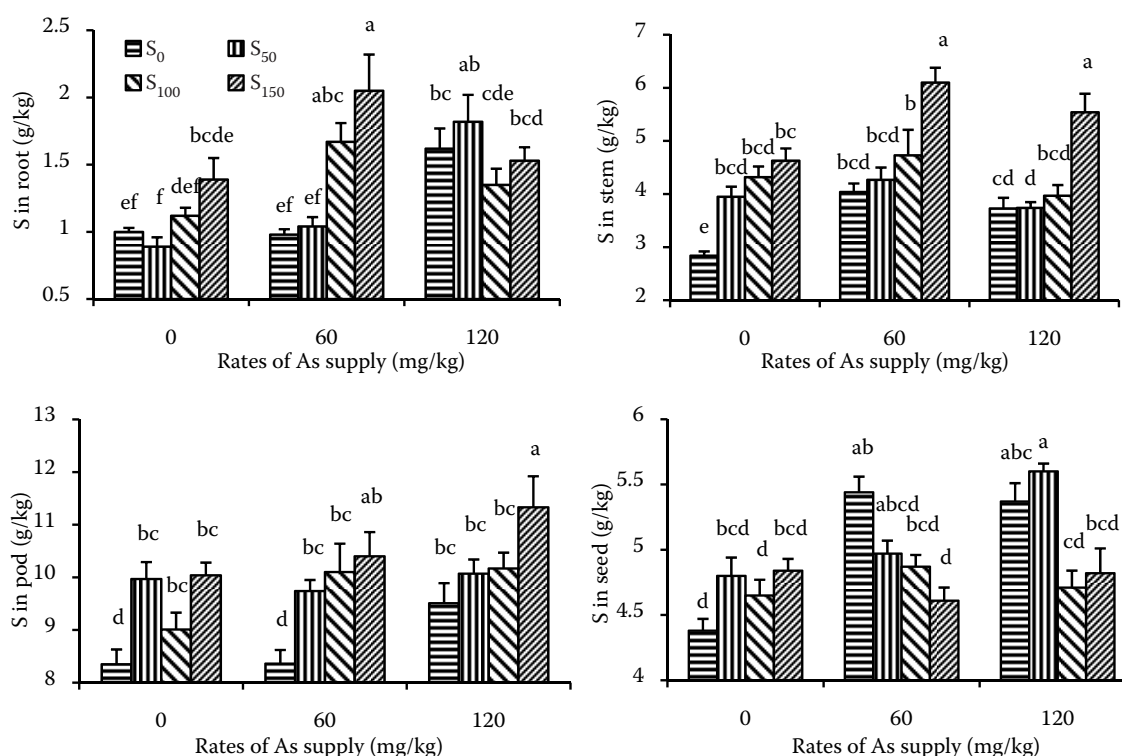 2.5
2
1.5
1
0.5
S in root (g/kg)
S0 S50
S100 S150
ef f def bcde
ef ef abc a
bc ab cde bcd
0 60 120
Rates of As supply (mg/kg)
7
6
5
4
3
2
S in stem (g/kg)
e bcd bcd bc
bcd bcd b a
cd d bcd a
0 60 120
Rates of As supply (mg/kg)
13
12
11
10
9
8
S in pod (g/kg)
d bc bc bc
d bc bc ab
bc bc bc a
0 60 120
Rates of As supply (mg/kg)
6
5.5
5
4.5
4
S in seed (g/kg)
d bcd d bcd
ab abcd bcd d
abc a cd bcd
0 60 120
Rates of As supply (mg/kg)